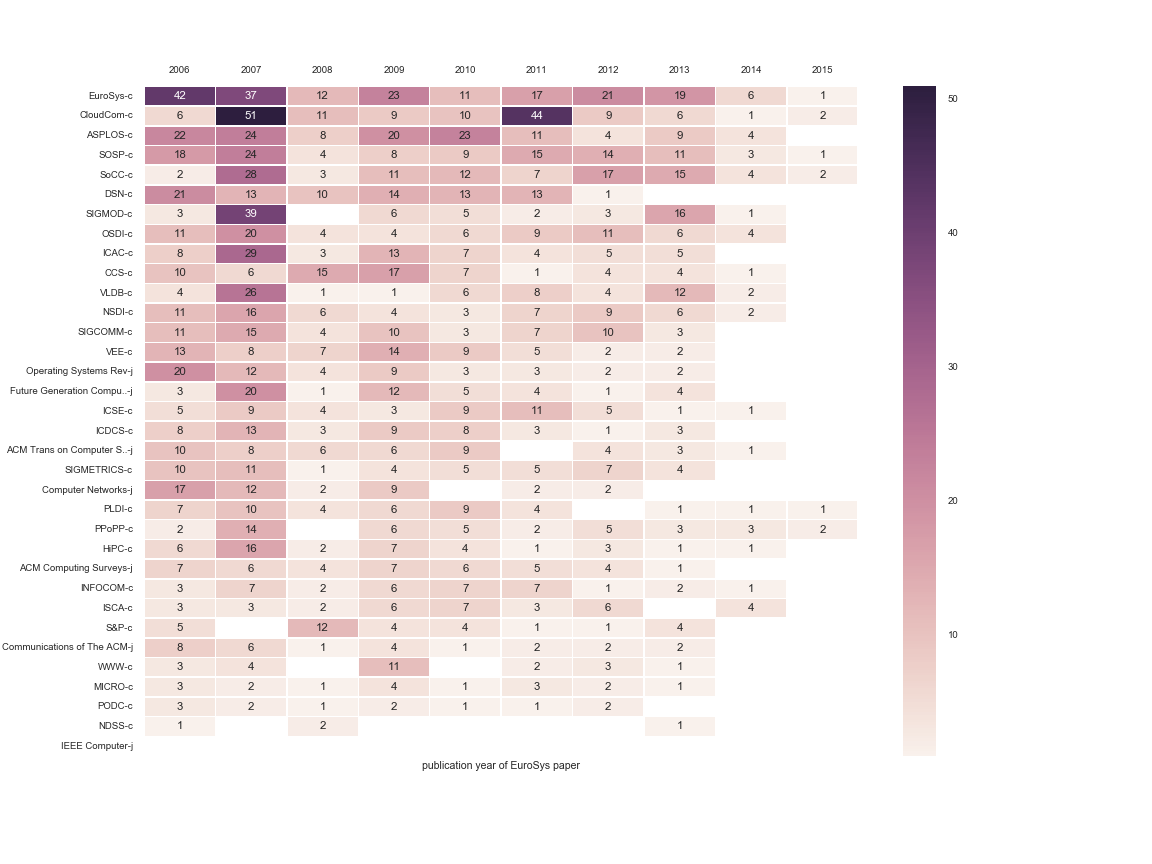 2006 2007 2008 2009 2010 2011 2012 2013 2014 2015
EuroSys-c 42 37 12 23 11 17 21 19 6 1 50
CloudCom-c 6 51 11 9 10 44 9 6 1 2
ASPLOS-c 22 24 8 20 23 11 4 9 4
SOSP-c 18 24 4 8 9 15 14 11 3 1
SoCC-c 2 28 3 11 12 7 17 15 4 2
DSN-c 21 13 10 14 13 13 1
SIGMOD-c 3 39 6 5 2 3 16 1
OSDI-c 11 20 4 4 6 9 11 6 4 40
ICAC-c 8 29 3 13 7 4 5 5
CCS-c 10 6 15 17 7 1 4 4 1
VLDB-c 4 26 1 1 6 8 4 12 2
NSDI-c 11 16 6 4 3 7 9 6 2
SIGCOMM-c 11 15 4 10 3 7 10 3
VEE-c 13 8 7 14 9 5 2 2
Operating Systems Rev-j 20 12 4 9 3 3 2 2 30
Future Generation Compu..-j 3 20 1 12 5 4 1 4
ICSE-c 5 9 4 3 9 11 5 1 1
ICDCS-c 8 13 3 9 8 3 1 3
ACM Trans on Computer S..-j 10 8 6 6 9 4 3 1
SIGMETRICS-c 10 11 1 4 5 5 7 4
Computer Networks-j 17 12 2 9 2 2
PLDI-c 7 10 4 6 9 4 1 1 1 20
PPoPP-c 2 14 6 5 2 5 3 3 2
HiPC-c 6 16 2 7 4 1 3 1 1
ACM Computing Surveys-j 7 6 4 7 6 5 4 1
INFOCOM-c 3 7 2 6 7 7 1 2 1
ISCA-c 3 3 2 6 7 3 6 4
S&P-c 5 12 4 4 1 1 4 10
Communications of The ACM-j 8 6 1 4 1 2 2 2
WWW-c 3 4 11 2 3 1
MICRO-c 3 2 1 4 1 3 2 1
PODC-c 3 2 1 2 1 1 2
NDSS-c 1 2 1
IEEE Computer-j
publication year of EuroSys paper